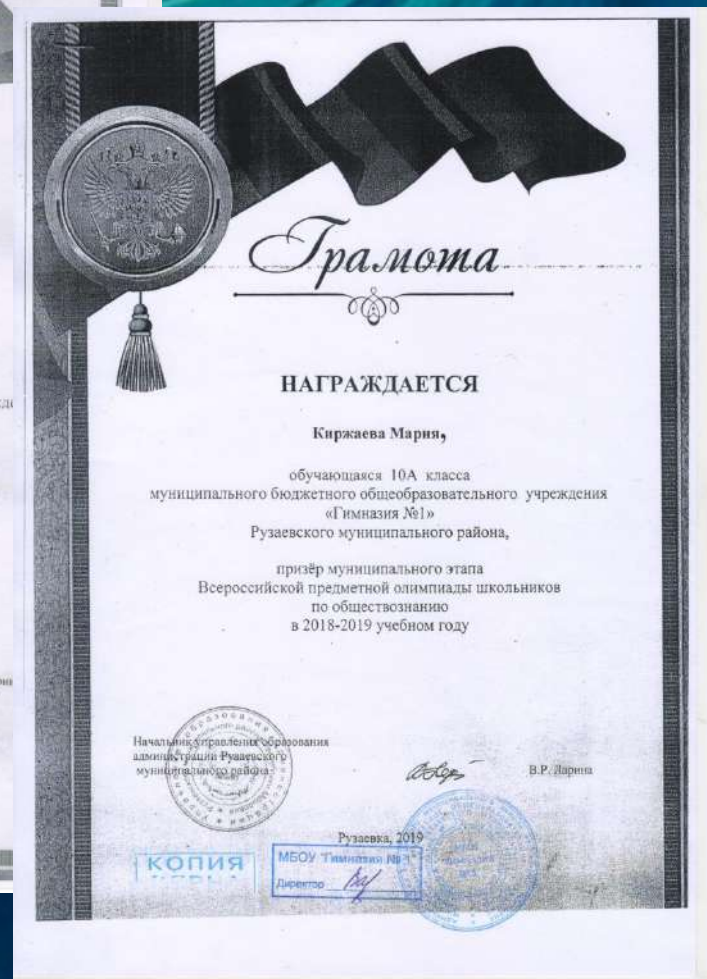 Грамота
НАГРАЖДАЕТСЯ
Киржаева Мария,
обучающаяся 10А класса
муниципального бюджетного общеобразовательного учреждения
«Гимназия №1»
Рузаевского муниципального района,
призёр муниципального этапа
Всероссийской предметной олимпиады школьников
по обществознанию
в 2018-2019 учебном году
Начальник управления образования
администрации Рузаевского
муниципального района
В.Р. Ларина
Рузаевка, 2019
КОПИЯ
МБОУ "Гимназия № 1"
Директор